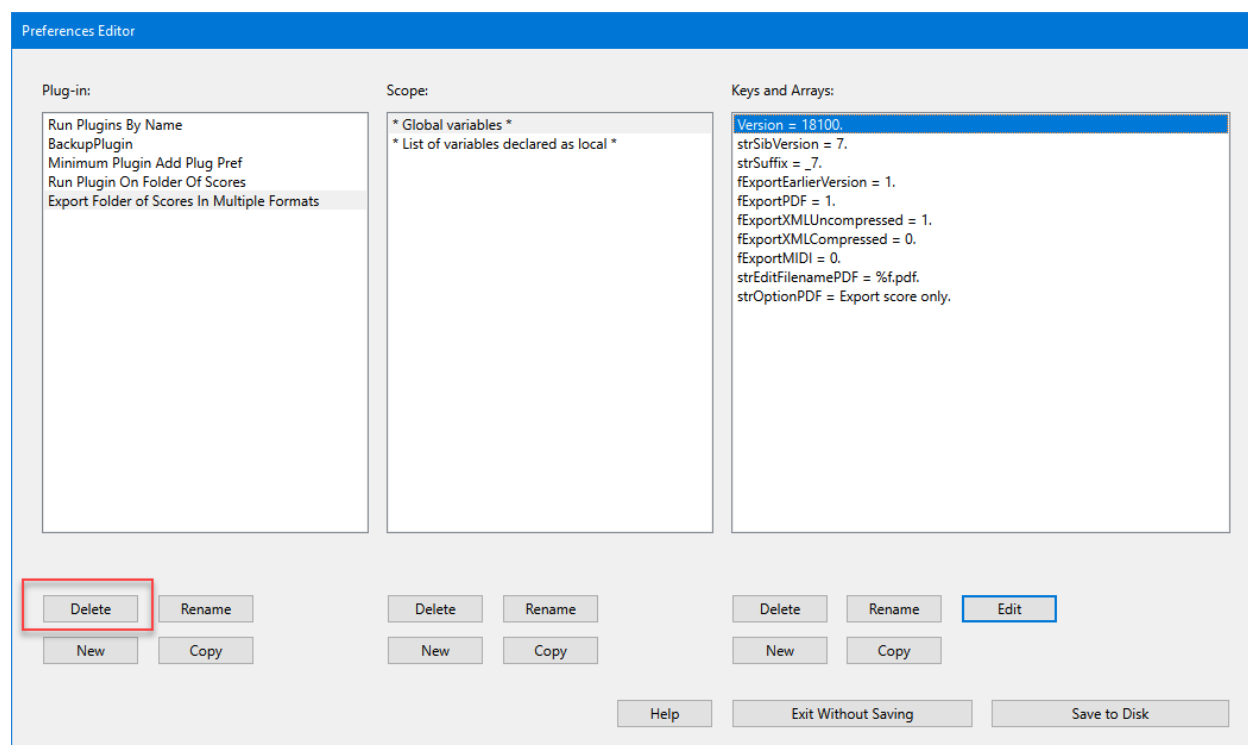 Preferences Editor
Plug-in:
Run Plugins By Name
BackupPlugin
Minimum Plugin Add Plug Pref
Run Plugin On Folder Of Scores
Export Folder of Scores In Multiple Formats
Scope:
* Global variables *
* List of variables declared as local *
Keys and Arrays:
Version = 18100.
strSibVersion = 7.
strSuffix = _7.
fExportEarlierVersion = 1.
fExportPDF = 1.
fExportXMLUncompressed = 1.
fExportXMLCompressed = 0.
fExportMIDI = 0.
strEditFilenamePDF = %f.pdf.
strOptionPDF = Export score only.
Delete Rename Delete Rename Delete Rename Edit
New Copy New Copy New Copy
Help Exit Without Saving Save to Disk